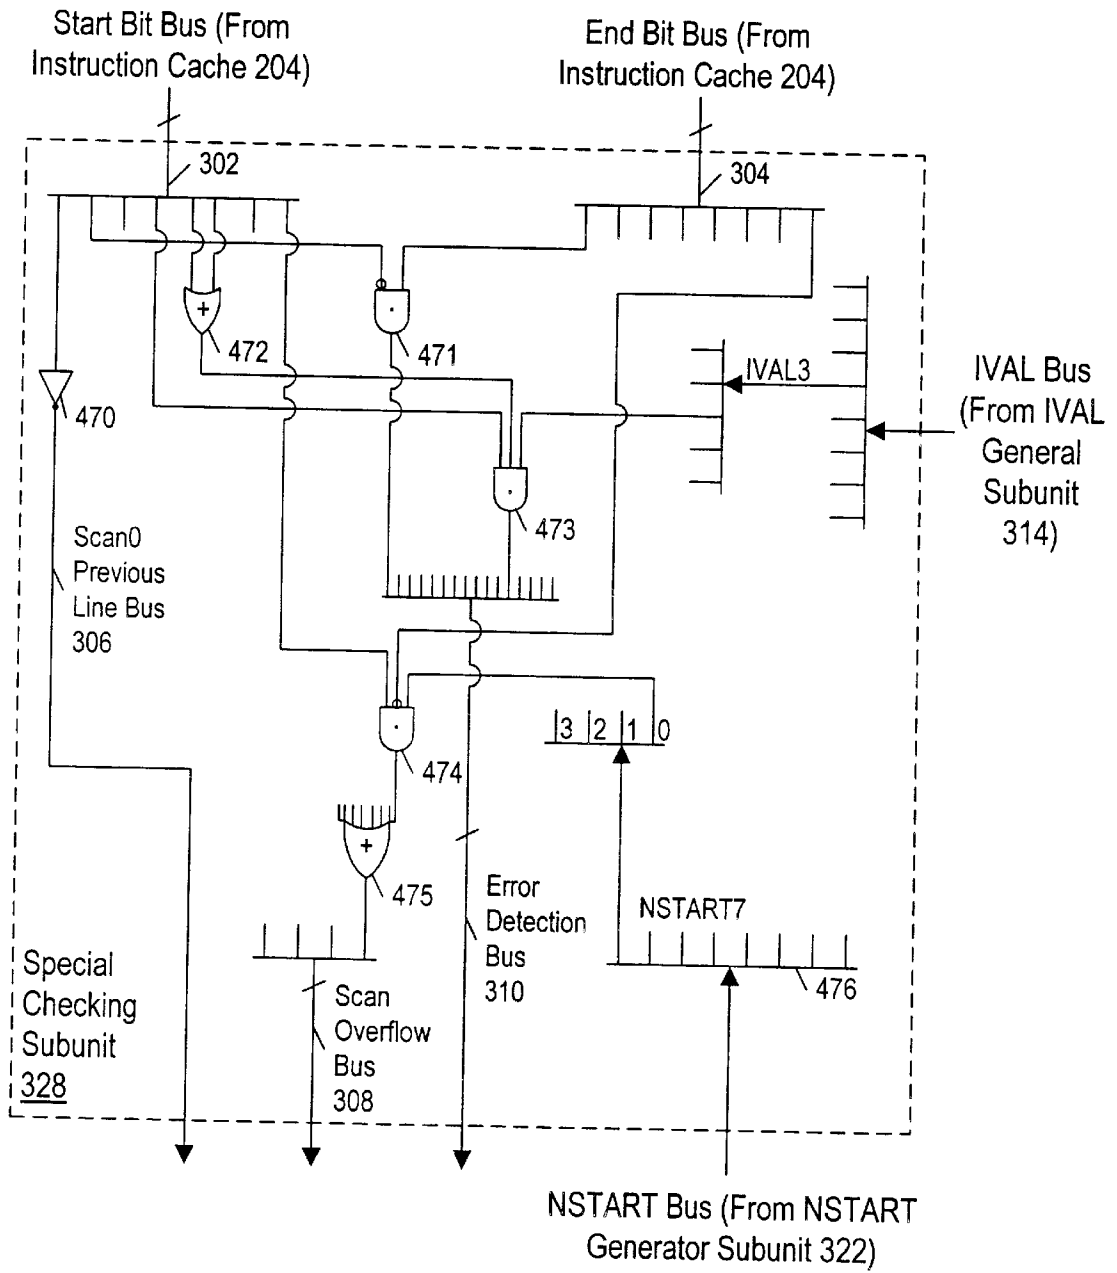 Start Bit Bus (From
Instruction Cache 204)
End Bit Bus (From
Instruction Cache 204)
302
304
+
472
.
471
IVAL3
IVAL Bus
(From IVAL
General
Subunit
314)
470
.
473
Scan0
Previous
Line Bus
306
3 2 1 0
.
474
+
475
Error
Detection
Bus
310
NSTART7
476
Special
Checking
Subunit
328
Scan
Overflow
Bus
308
NSTART Bus (From NSTART
Generator Subunit 322)